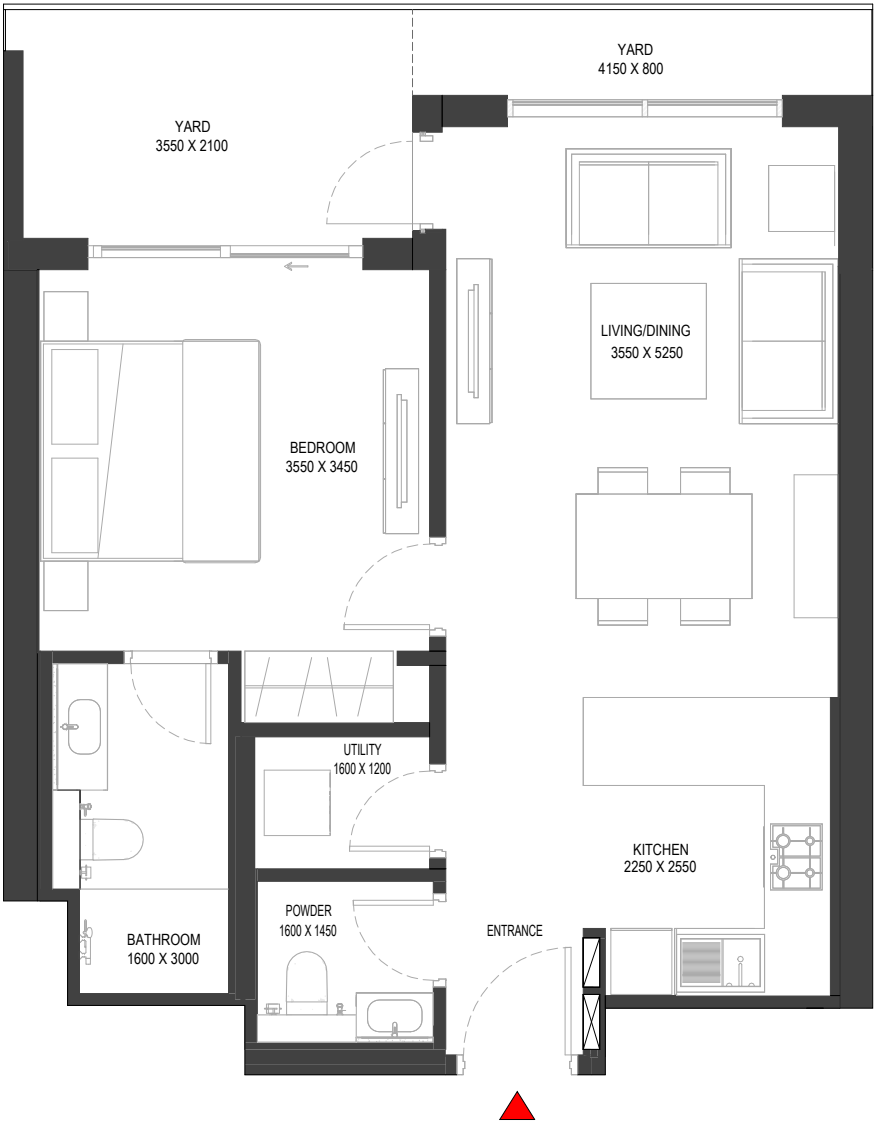 YARD
4150 X 800
YARD
3550 X 2100
LIVING/DINING
3550 X 5250
BEDROOM
3550 X 3450
UTILITY
1600 X 1200
KITCHEN
2250 X 2550
POWDER
1600 X 1450
ENTRANCE
BATHROOM
1600 X 3000